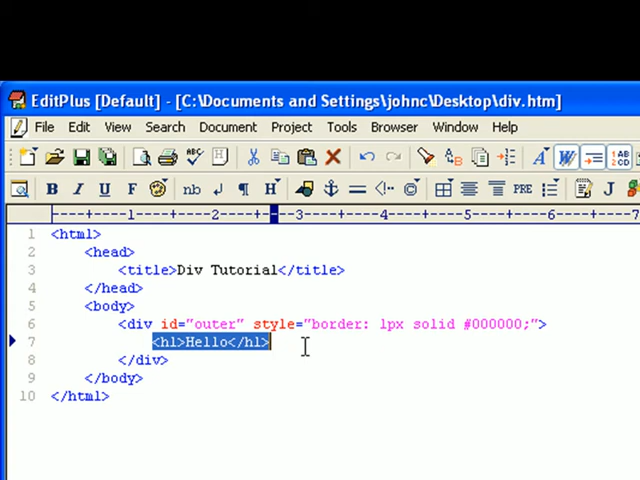 EditPlus [Default] - [C:\Documents and Settings\johnc\Desktop\div.htm]
File Edit View Search Document Project Tools Browser Window Help
B I U F nb H PRE
----+----1----+----2----+----3----+----4----+----5----+----6----+----7
1 <html>
2 <head>
3 <title>Div Tutorial</title>
4 </head>
5 <body>
6 <div id="outer" style="border: 1px solid #000000;">
7 <h1>Hello</h1>
8 </div>
9 </body>
10 </html>